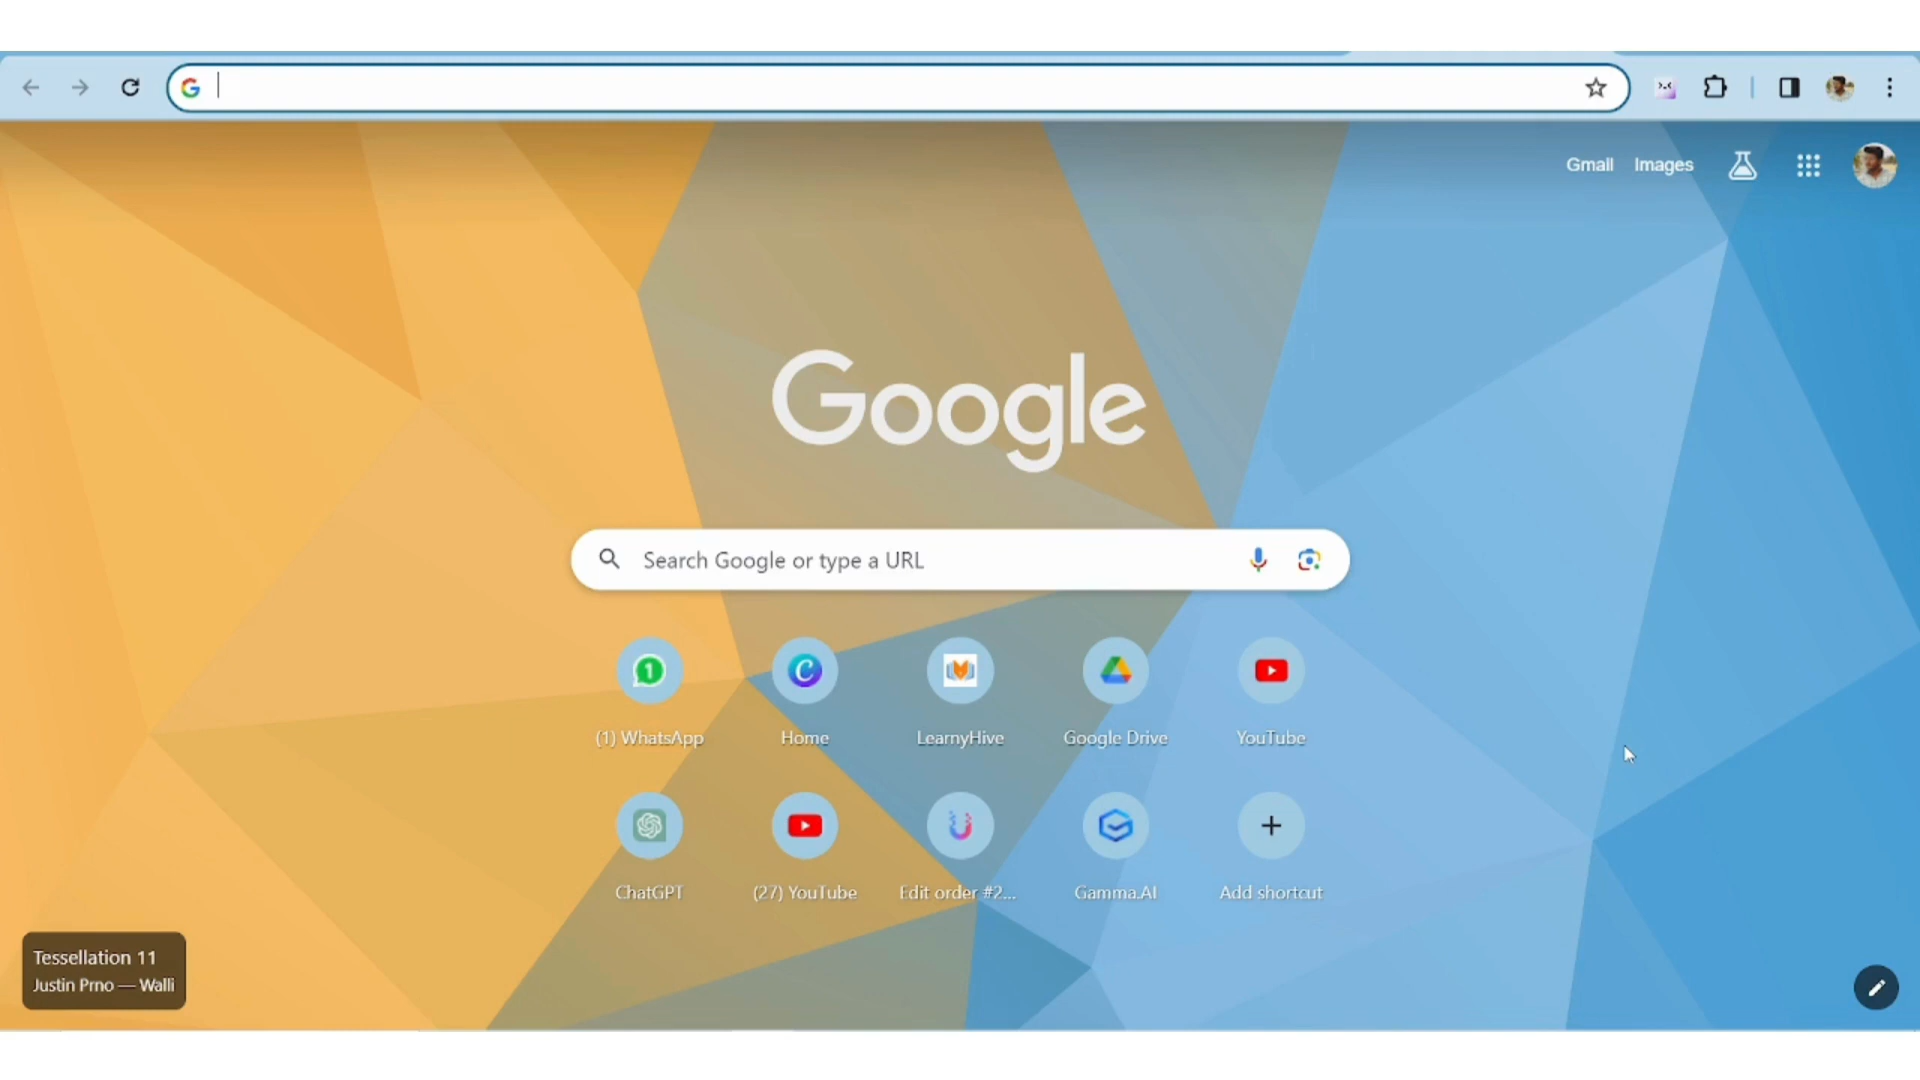 Gmail Images
Google
Search Google or type a URL
(1) WhatsApp Home LearnyHive Google Drive YouTube
ChatGPT (27) YouTube Edit order #2... Gamma.AI Add shortcut
Tessellation 11
Justin Prno — Walli